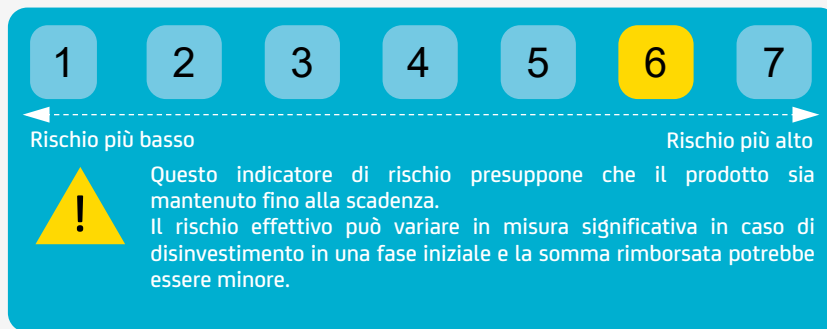 1 2 3 4 5 6 7
Rischio più basso Rischio più alto
!
Questo indicatore di rischio presuppone che il prodotto sia
mantenuto fino alla scadenza.
Il rischio effettivo può variare in misura significativa in caso di
disinvestimento in una fase iniziale e la somma rimborsata potrebbe
essere minore.